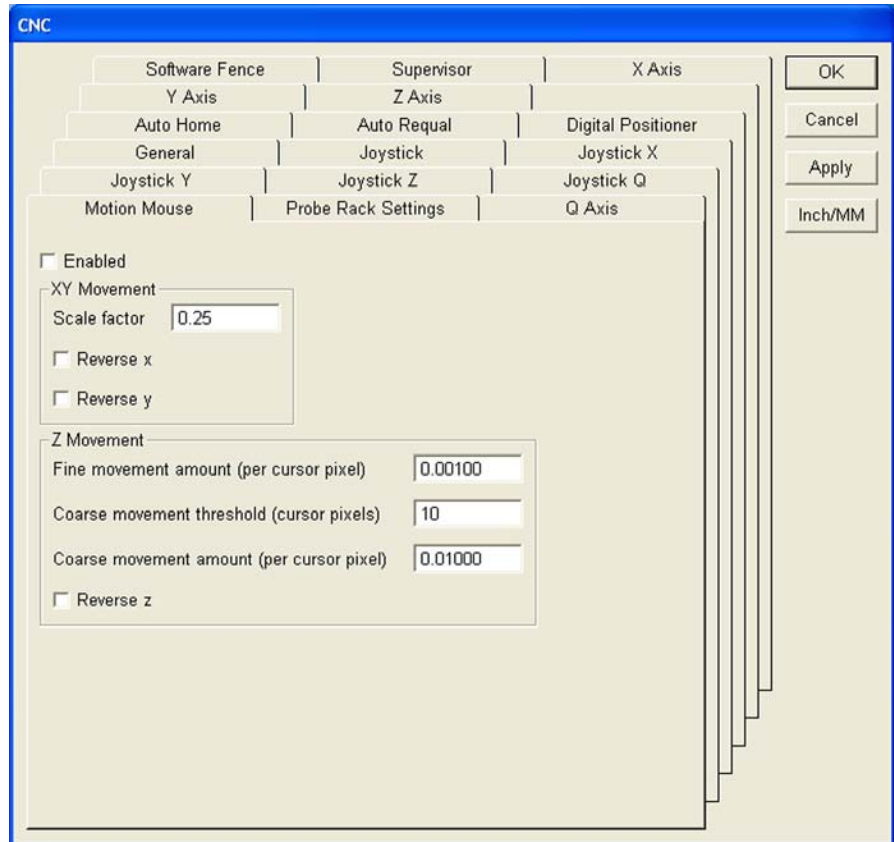 CNC
Software Fence Supervisor X Axis
Y Axis Z Axis
Auto Home Auto Requal Digital Positioner
General Joystick Joystick X
Joystick Y Joystick Z Joystick Q
Motion Mouse Probe Rack Settings Q Axis
OK
Cancel
Apply
Inch/MM
Enabled
XY Movement
Scale factor 0.25
Reverse x
Reverse y
Z Movement
Fine movement amount (per cursor pixel) 0.00100
Coarse movement threshold (cursor pixels) 10
Coarse movement amount (per cursor pixel) 0.01000
Reverse z